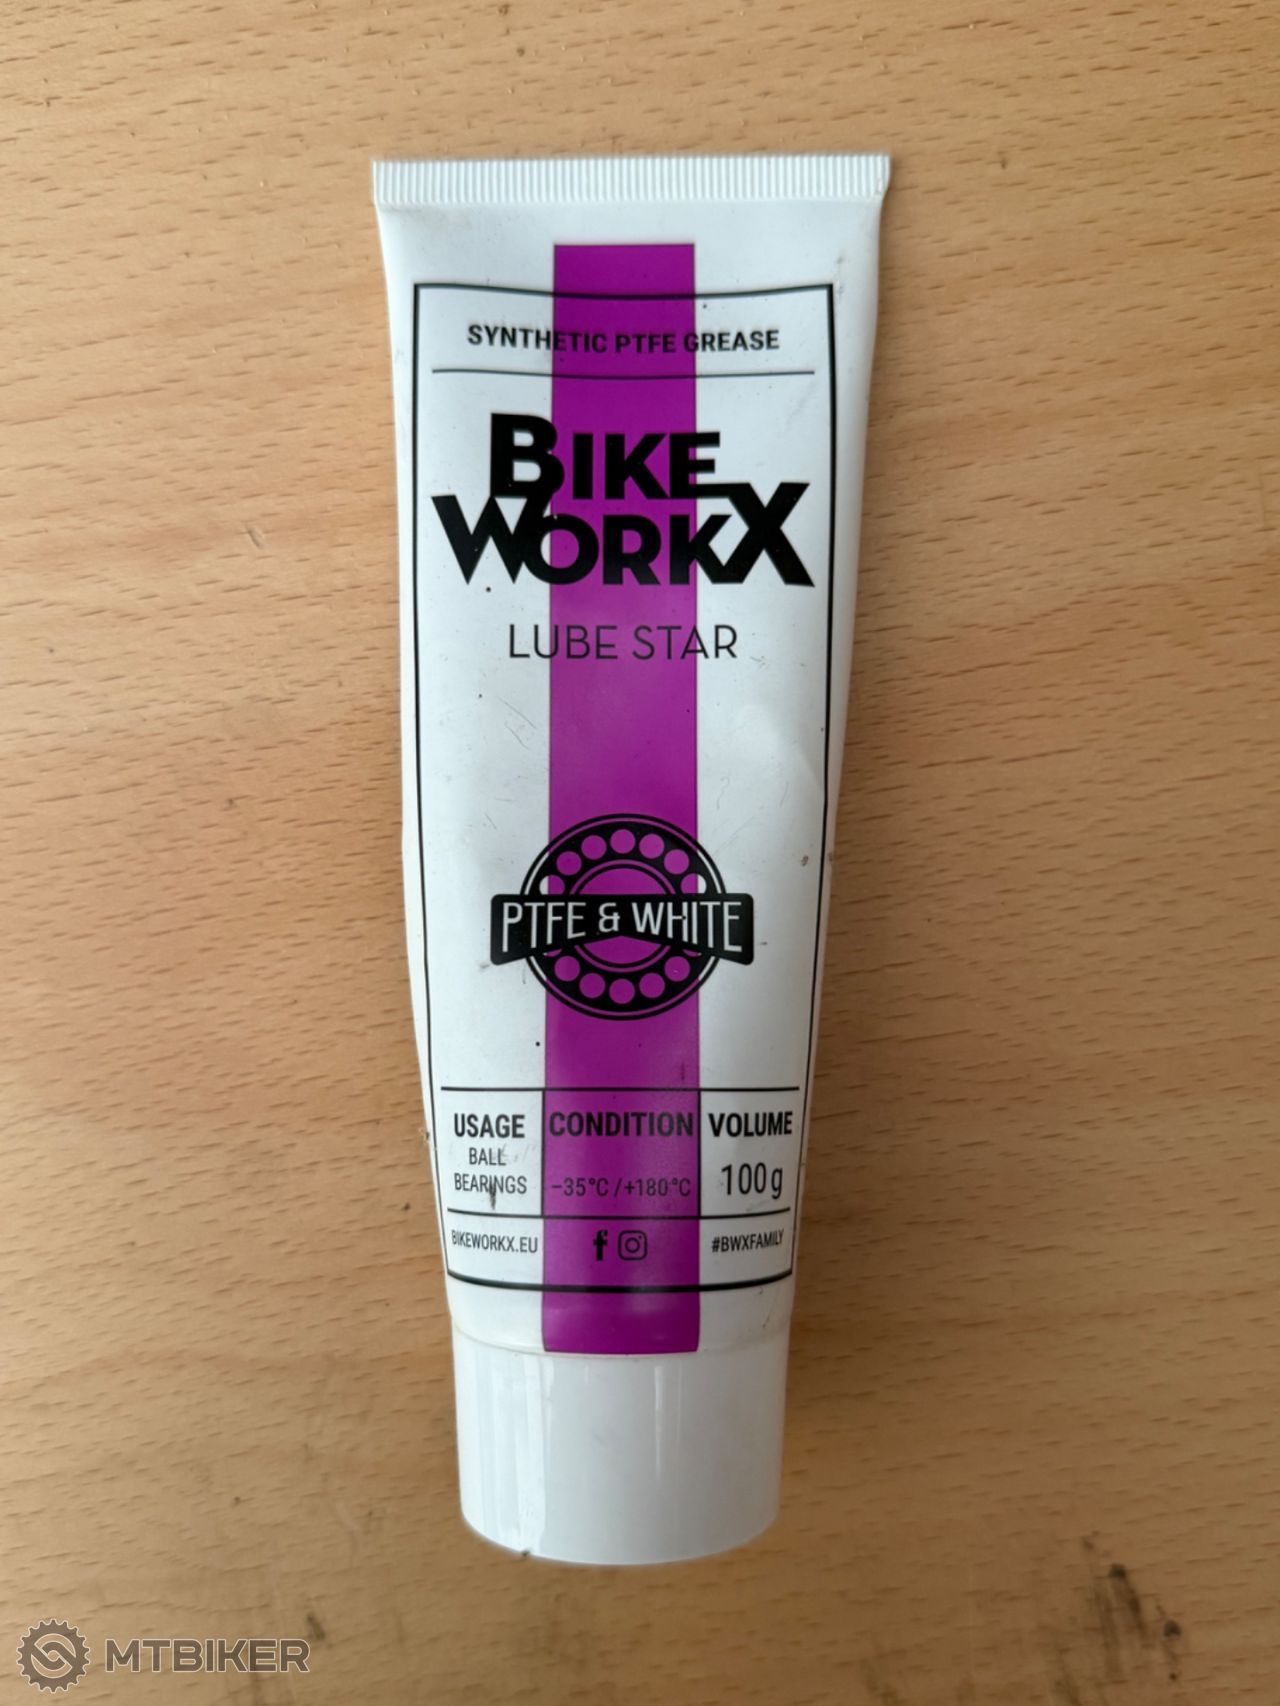 SYNTHETIC PTFE GREASE
BIKE
WORKX
LUBE STAR
PTFE & WHITE
USAGE
BALL
BEARINGS
CONDITION
-35°C / +180°C
VOLUME
100g
BIKEWORKX.EU
#BWXFAMILY
MTBIKER